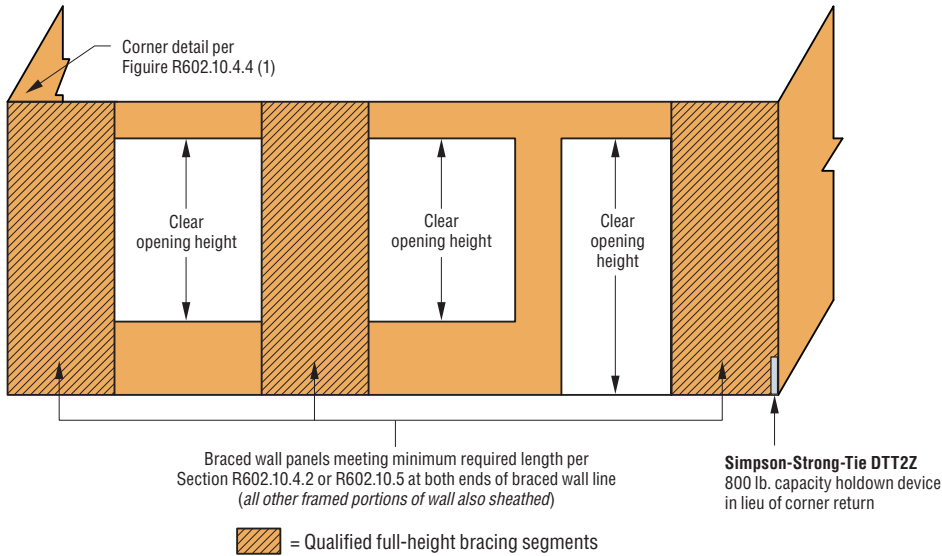 Corner detail per
Figuire R602.10.4.4 (1)
Clear
opening height
Clear
opening height
Clear
opening
height
Braced wall panels meeting minimum required length per
Section R602.10.4.2 or R602.10.5 at both ends of braced wall line
(all other framed portions of wall also sheathed)
Simpson-Strong-Tie DTT2Z
800 lb. capacity holdown device
in lieu of corner return
= Qualified full-height bracing segments